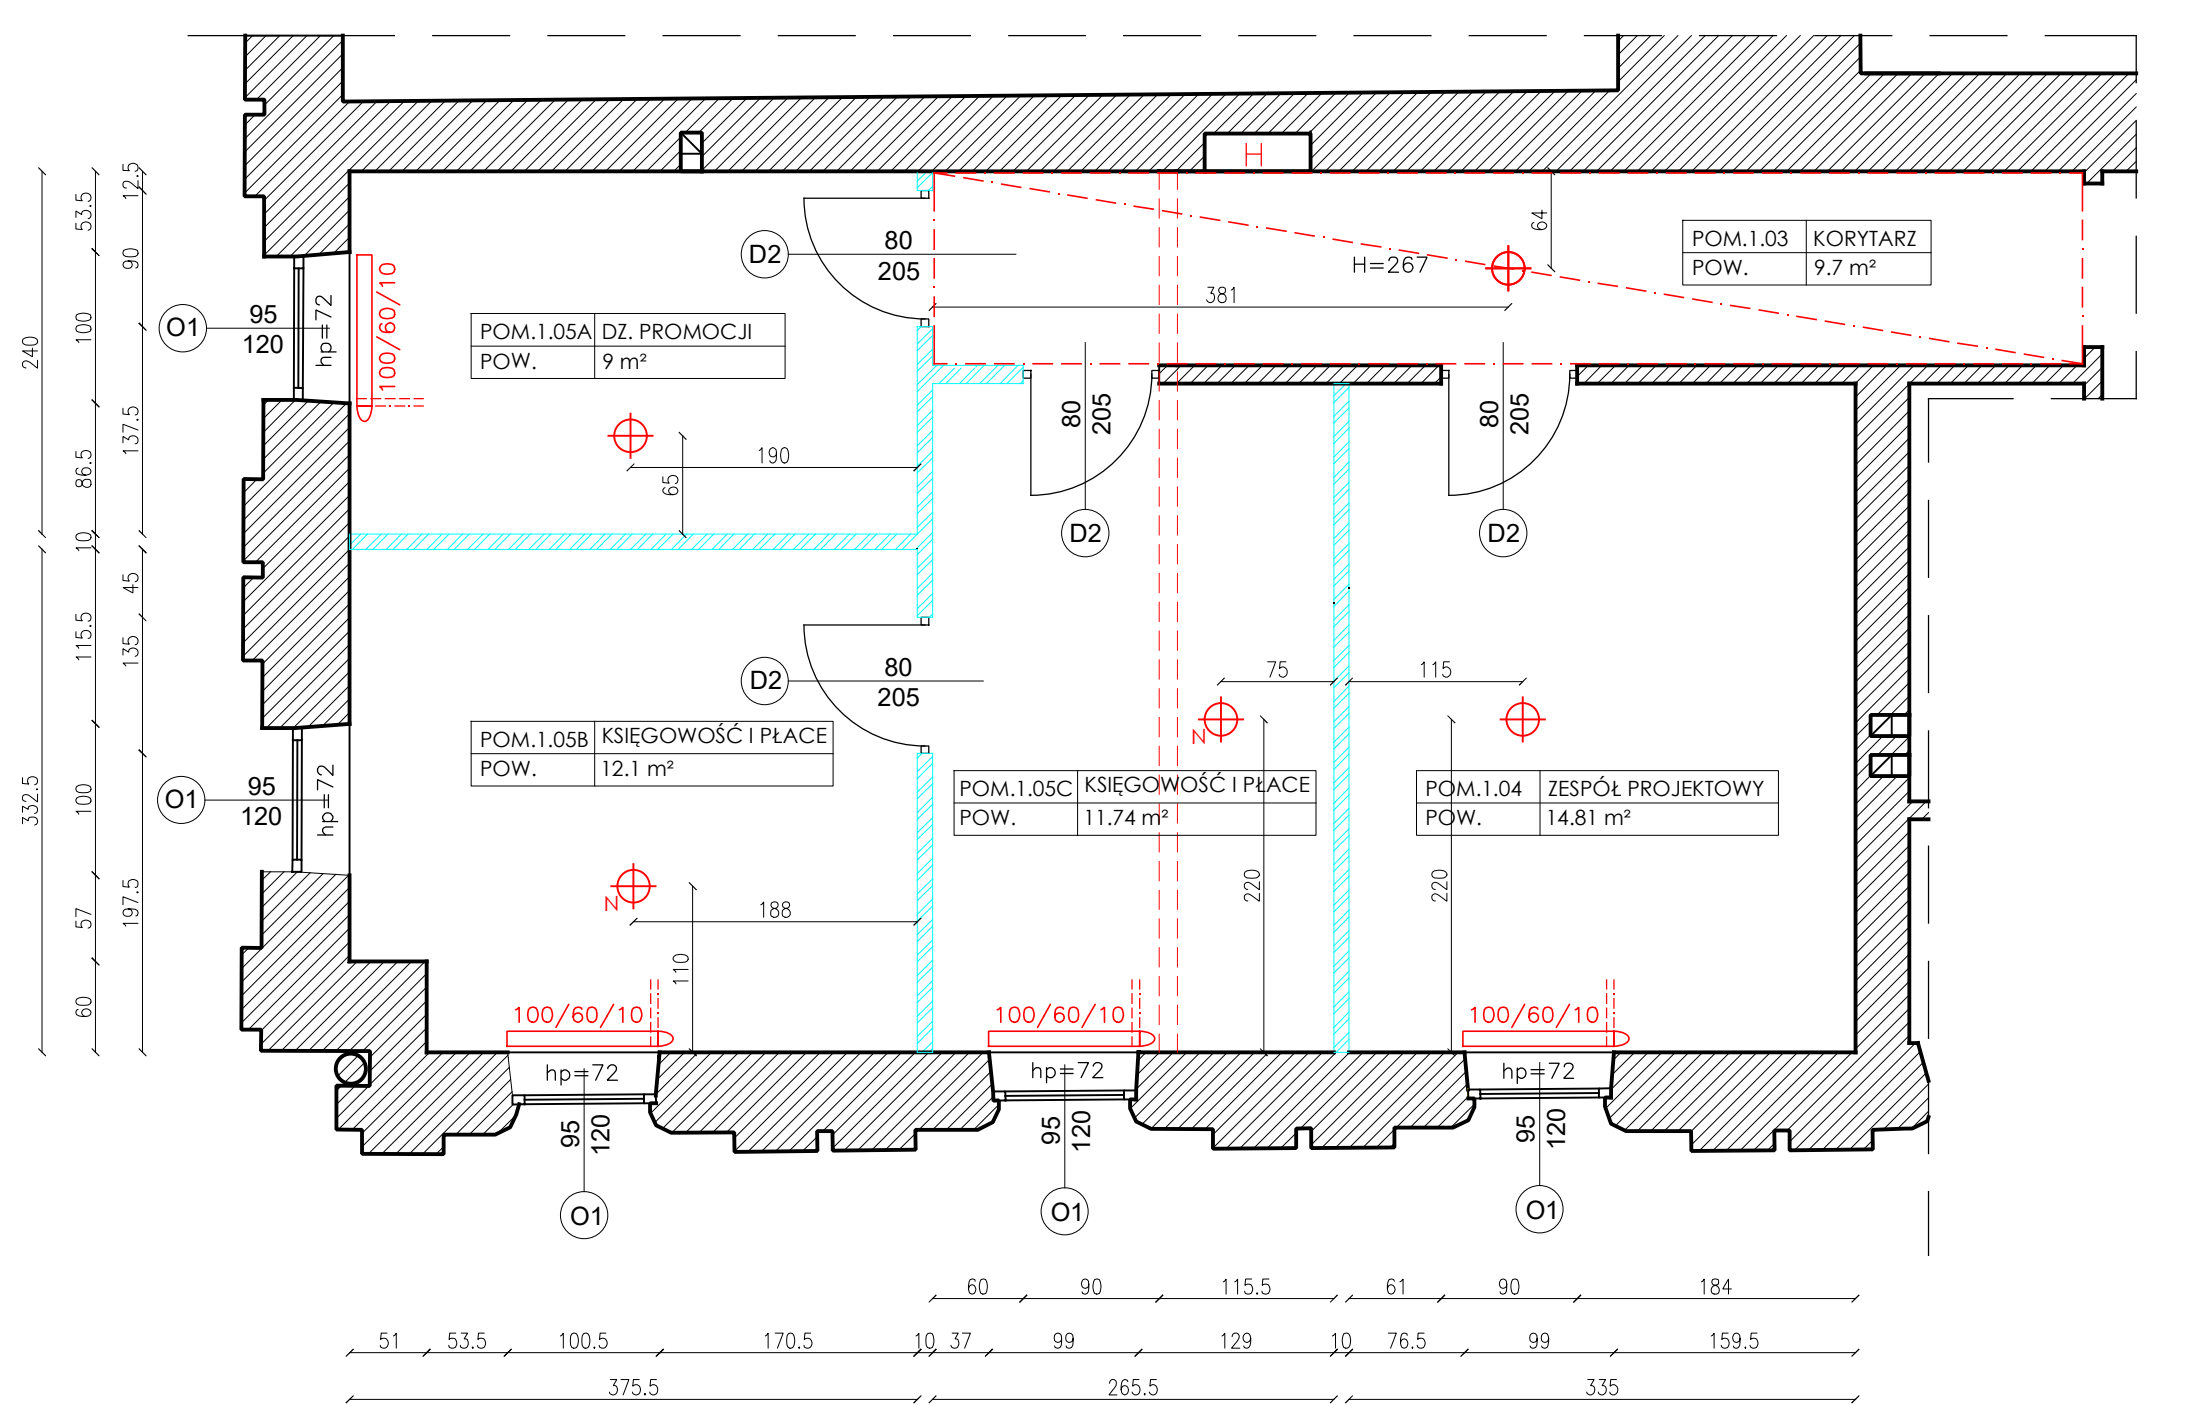 H
POM.1.03 KORYTARZ
POW. 9.7 m²
H=267
64
381
D2
80
205
POM.1.05A DZ. PROMOCJI
POW. 9 m²
O1
95
120
hp=72
100/60/10
190
65
80
205
D2
80
205
D2
D2
80
205
POM.1.05B KSIĘGOWOŚĆ I PŁACE
POW. 12.1 m²
75
115
N
POM.1.05C KSIĘGOWOŚĆ I PŁACE
POW. 11.74 m²
POM.1.04 ZESPÓŁ PROJEKTOWY
POW. 14.81 m²
O1
95
120
hp=72
N
188
110
220
220
100/60/10
100/60/10
100/60/10
hp=72
hp=72
hp=72
95
120
95
120
95
120
O1
O1
O1
240
332.5
53.5
100
86.5
10
115.5
100
57
60
12.5
90
137.5
45
135
197.5
60 90 115.5 61 90 184
51 53.5 100.5 170.5 10 37 99 129 10 76.5 99 159.5
375.5 265.5 335